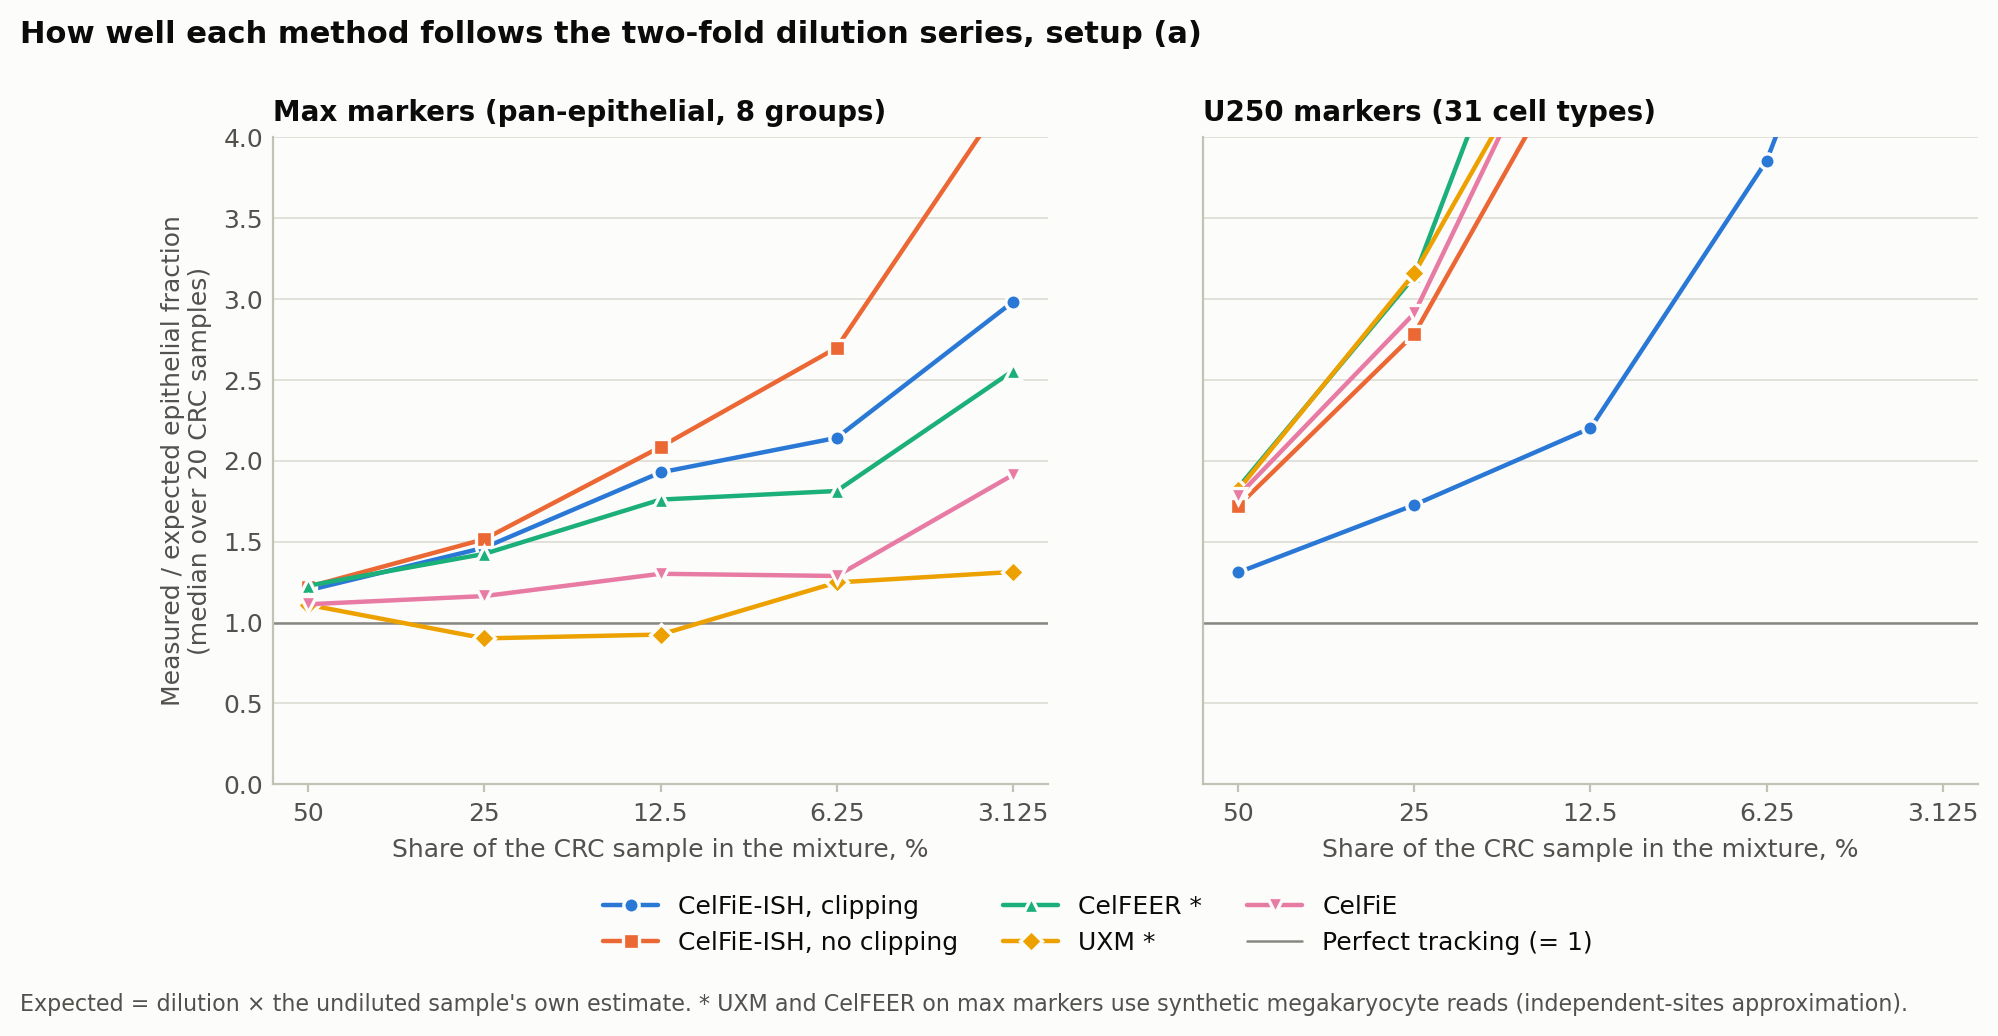 How well each method follows the two-fold dilution series, setup (a)
Max markers (pan-epithelial, 8 groups)
U250 markers (31 cell types)
Measured / expected epithelial fraction
(median over 20 CRC samples)
4.0
3.5
3.0
2.5
2.0
1.5
1.0
0.5
0.0
50 25 12.5 6.25 3.125
50 25 12.5 6.25 3.125
Share of the CRC sample in the mixture, %
Share of the CRC sample in the mixture, %
CelFiE-ISH, clipping
CelFiE-ISH, no clipping
CelFEER *
UXM *
CelFiE
Perfect tracking (= 1)
Expected = dilution × the undiluted sample's own estimate. * UXM and CelFEER on max markers use synthetic megakaryocyte reads (independent-sites approximation).